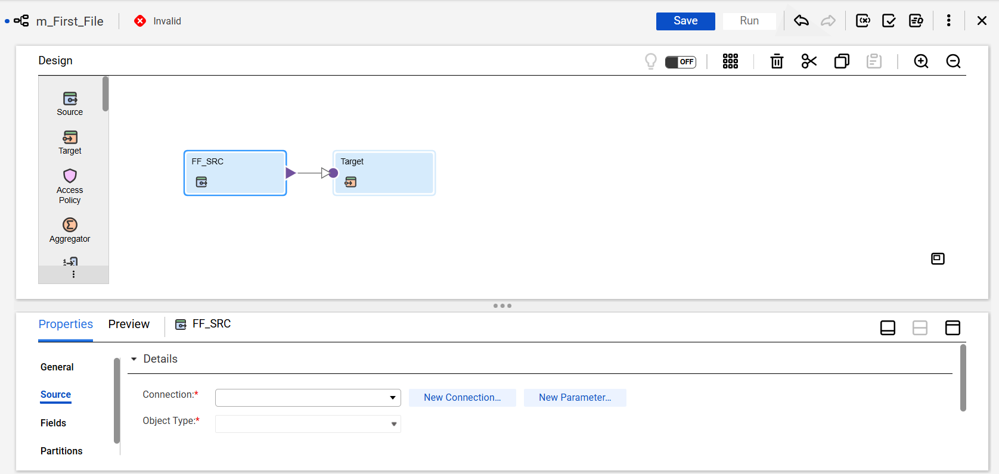 m_First_File
Invalid
Save
Run
Design
OFF
Source
Target
Access
Policy
Aggregator
FF_SRC
Target
Properties
Preview
FF_SRC
General
Source
Fields
Partitions
Details
Connection:*
New Connection...
New Parameter...
Object Type:*